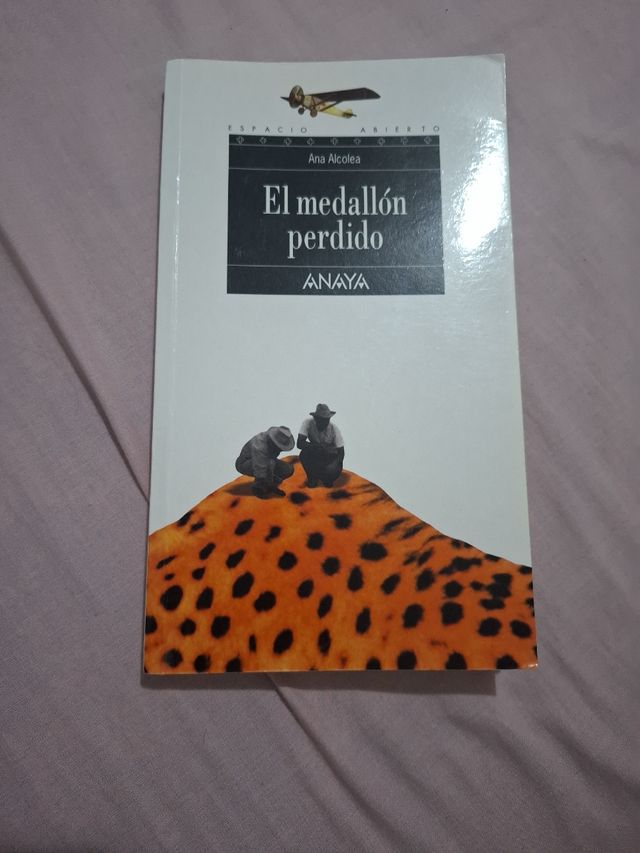 ESPACIO ABIERTO
Ana Alcolea
El medallón
perdido
ANAYA